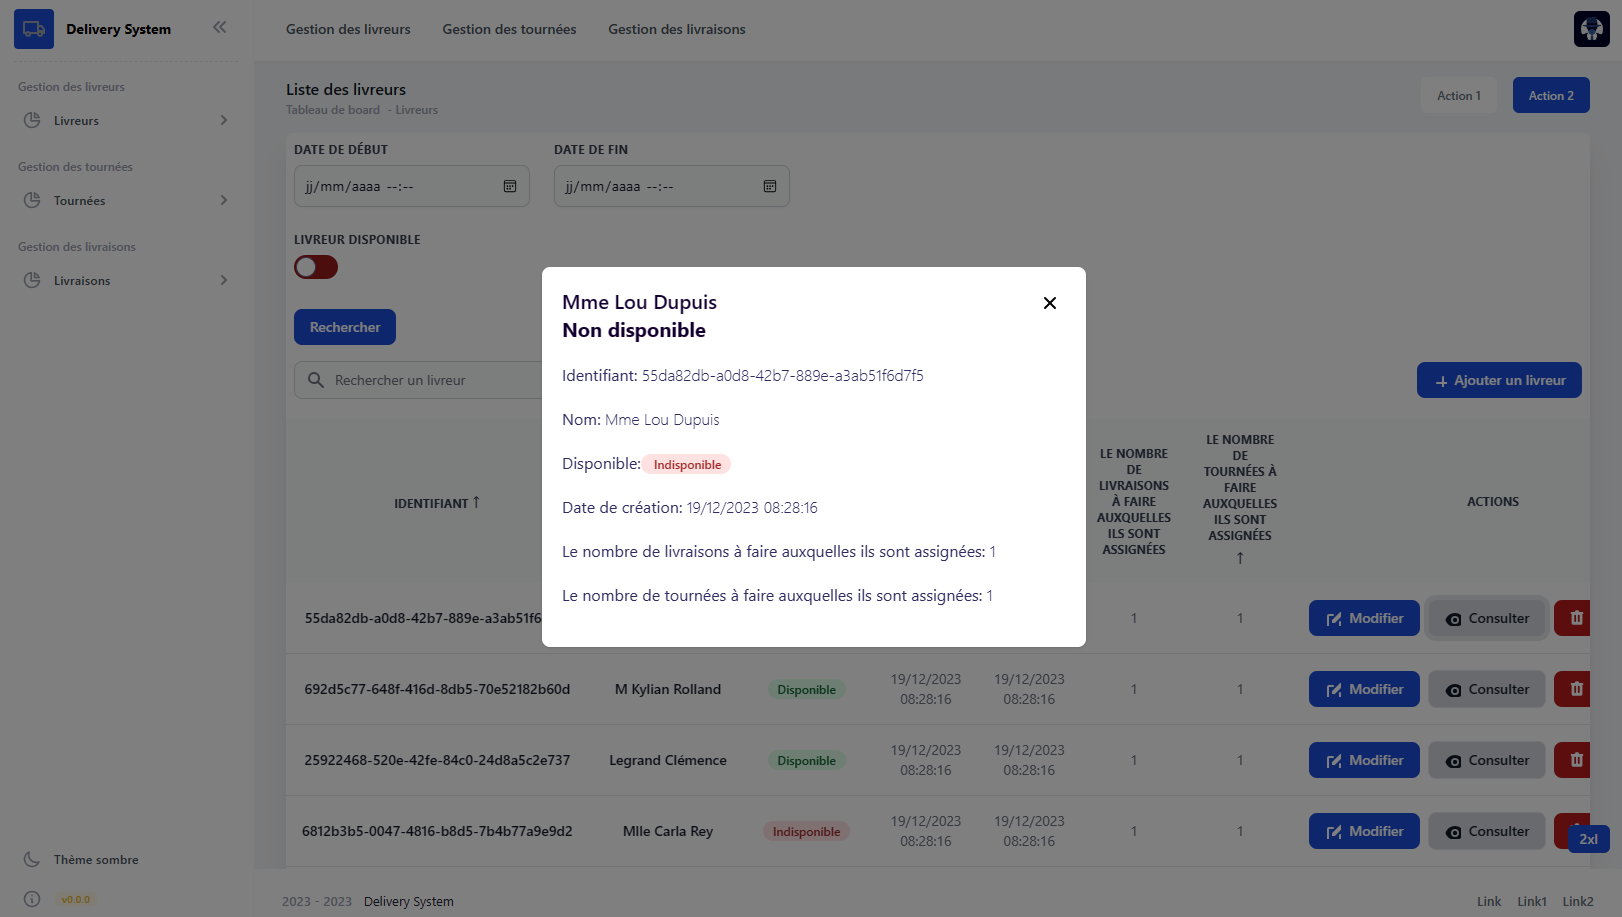 Delivery System
Gestion des livreurs
Gestion des tournées
Gestion des livraisons
Gestion des livreurs
Livreurs
Gestion des tournées
Tournées
Gestion des livraisons
Livraisons
Thème sombre
v0.0.0
Liste des livreurs
Tableau de board - Livreurs
Action 1
Action 2
DATE DE DÉBUT
DATE DE FIN
jj/mm/aaaa --:--
jj/mm/aaaa --:--
LIVREUR DISPONIBLE
Rechercher
Rechercher un livreur
Ajouter un livreur
Mme Lou Dupuis
Non disponible
Identifiant: 55da82db-a0d8-42b7-889e-a3ab51f6d7f5
Nom: Mme Lou Dupuis
Disponible: Indisponible
Date de création: 19/12/2023 08:28:16
Le nombre de livraisons à faire auxquelles ils sont assignées: 1
Le nombre de tournées à faire auxquelles ils sont assignées: 1
IDENTIFIANT ↑
LE NOMBRE
DE
LIVRAISONS
À FAIRE
AUXQUELLES
ILS SONT
ASSIGNÉES
LE NOMBRE
DE
TOURNÉES À
FAIRE
AUXQUELLES
ILS SONT
ASSIGNÉES
↑
ACTIONS
55da82db-a0d8-42b7-889e-a3ab51f6 1 1 Modifier Consulter
692d5c77-648f-416d-8db5-70e52182b60d M Kylian Rolland Disponible 19/12/2023 08:28:16 19/12/2023 08:28:16 1 1 Modifier Consulter
25922468-520e-42fe-84c0-24d8a5c2e737 Legrand Clémence Disponible 19/12/2023 08:28:16 19/12/2023 08:28:16 1 1 Modifier Consulter
6812b3b5-0047-4816-b8d5-7b4b77a9e9d2 Mlle Carla Rey Indisponible 19/12/2023 08:28:16 19/12/2023 08:28:16 1 1 Modifier Consulter
2xl
2023 - 2023 Delivery System
Link Link1 Link2